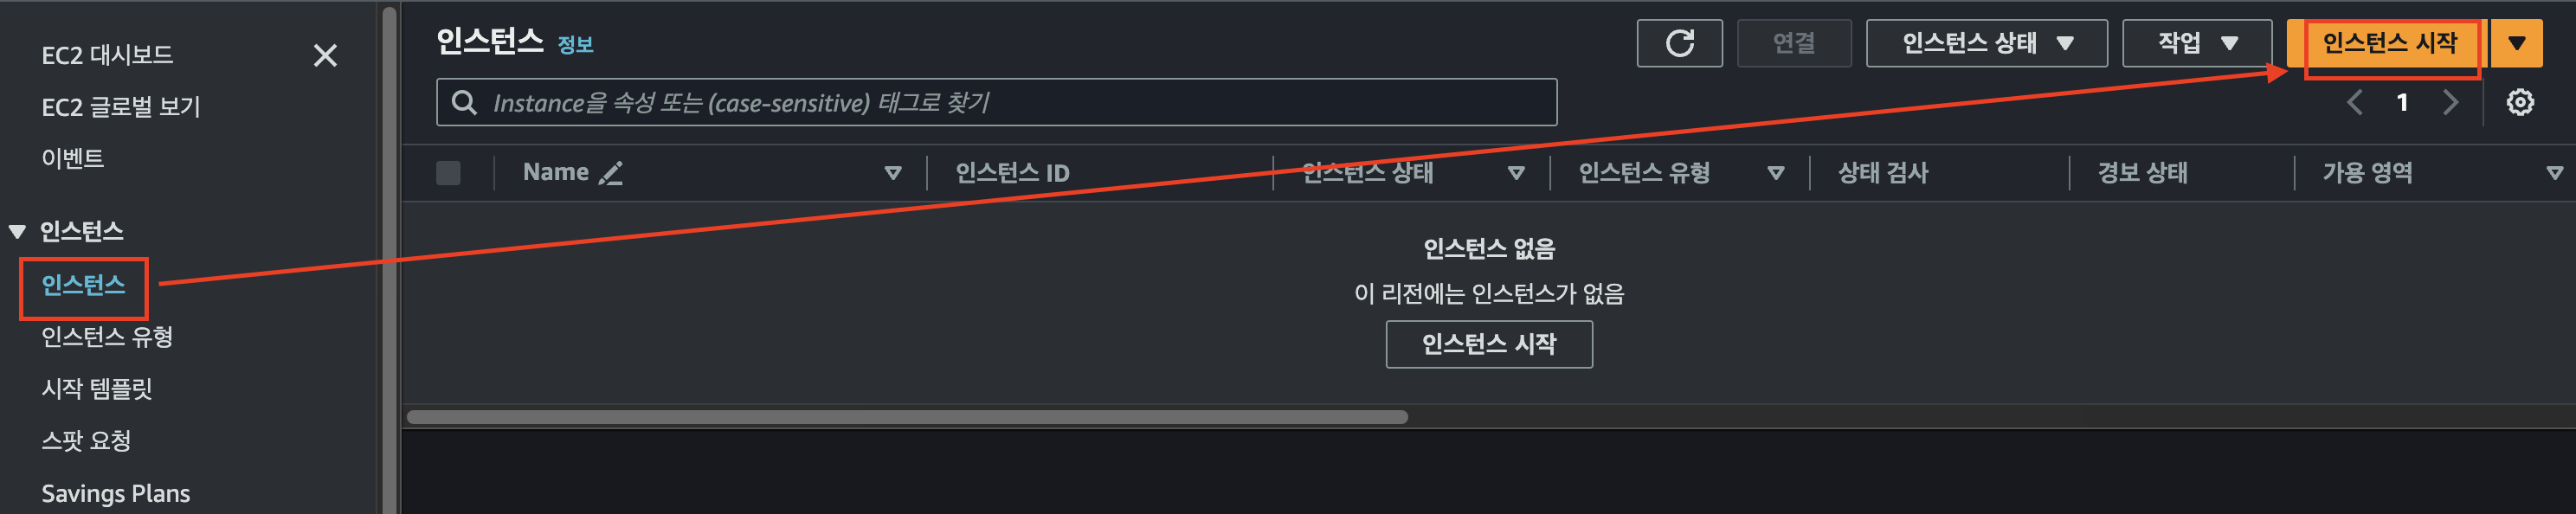 EC2 대시보드
EC2 글로벌 보기
이벤트
인스턴스
인스턴스
인스턴스 유형
시작 템플릿
스팟 요청
Savings Plans
인스턴스 정보
연결
인스턴스 상태
작업
인스턴스 시작
Instance을 속성 또는 (case-sensitive) 태그로 찾기
1
Name 인스턴스 ID 인스턴스 상태 인스턴스 유형 상태 검사 경보 상태 가용 영역
인스턴스 없음
이 리전에는 인스턴스가 없음
인스턴스 시작